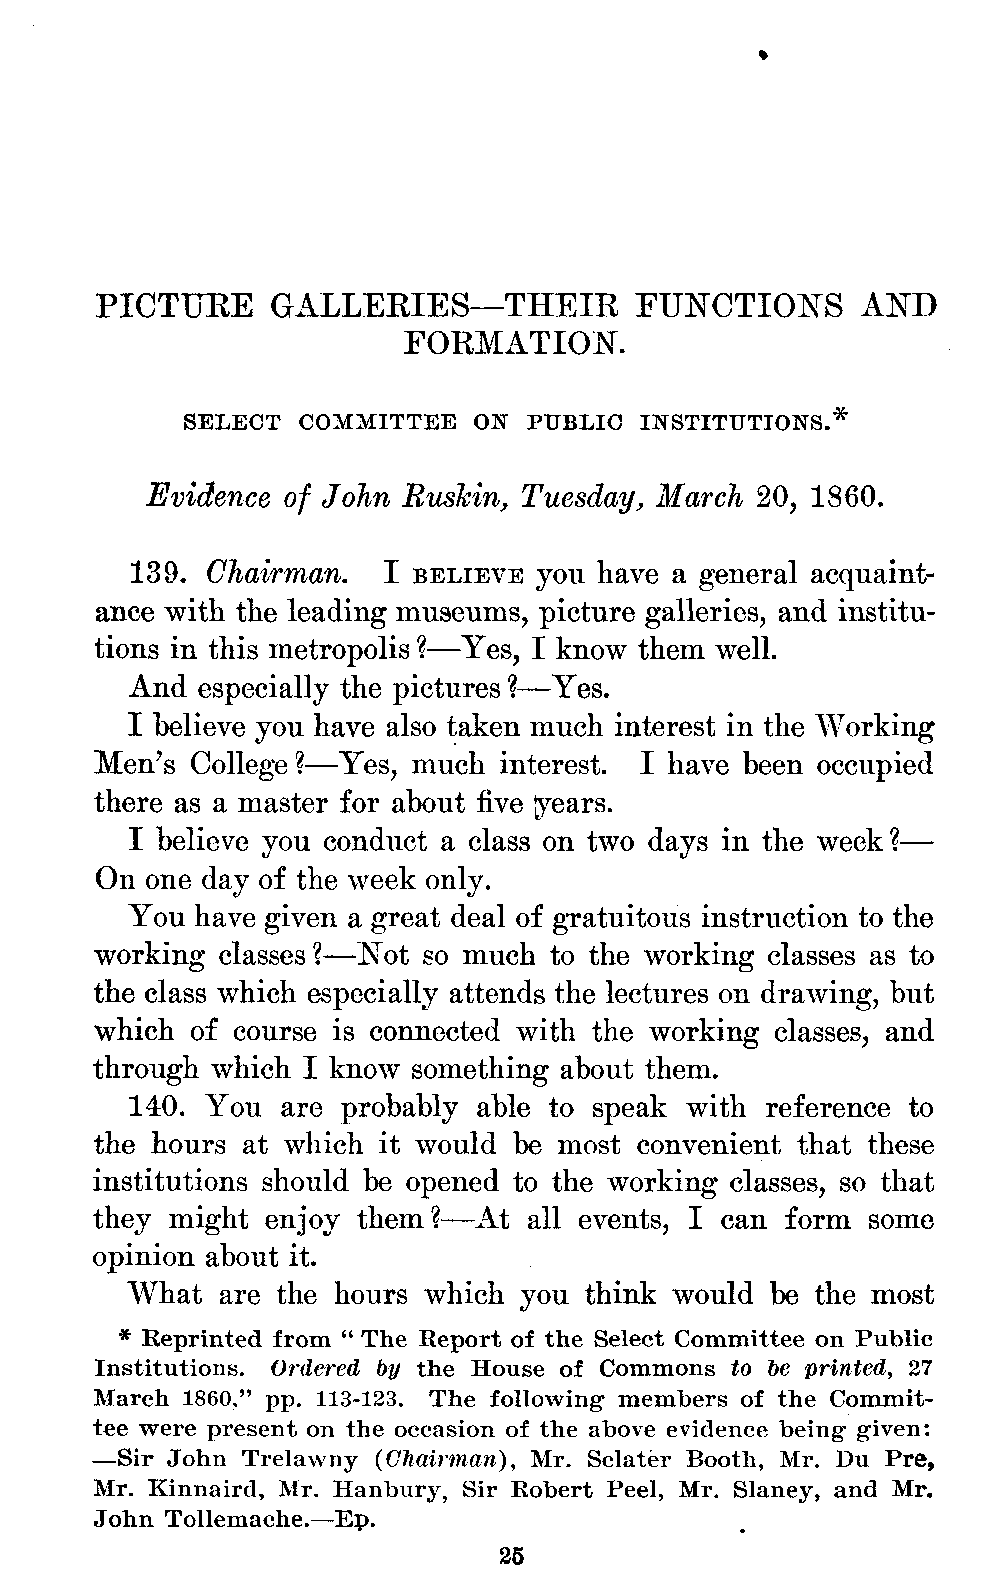 PICTURE GALLERIES—THEIR FUNCTIONS AND
FORMATION.
SELECT COMMITTEE ON PUBLIC INSTITUTIONS.*
Evidence of John Ruskin, Tuesday, March 20, 1860.
139. Chairman. I BELIEVE you have a general acquaint-
ance with the leading museums, picture galleries, and institu-
tions in this metropolis?—Yes, I know them well.
And especially the pictures?—Yes.
I believe you have also taken much interest in the Working
Men's College?—Yes, much interest. I have been occupied
there as a master for about five years.
I believe you conduct a class on two days in the week?—
On one day of the week only.
You have given a great deal of gratuitous instruction to the
working classes?—Not so much to the working classes as to
the class which especially attends the lectures on drawing, but
which of course is connected with the working classes, and
through which I know something about them.
140. You are probably able to speak with reference to
the hours at which it would be most convenient that these
institutions should be opened to the working classes, so that
they might enjoy them?—At all events, I can form some
opinion about it.
What are the hours which you think would be the most
* Reprinted from “The Report of the Select Committee on Public
Institutions. Ordered by the House of Commons to be printed, 27
March 1860,” pp. 113-123. The following members of the Commit-
tee were present on the occasion of the above evidence being given:
—Sir John Trelawny (Chairman), Mr. Sclater Booth, Mr. Du Pre,
Mr. Kinnaird, Mr. Hanbury, Sir Robert Peel, Mr. Slaney, and Mr.
John Tollemache.—ED.
25